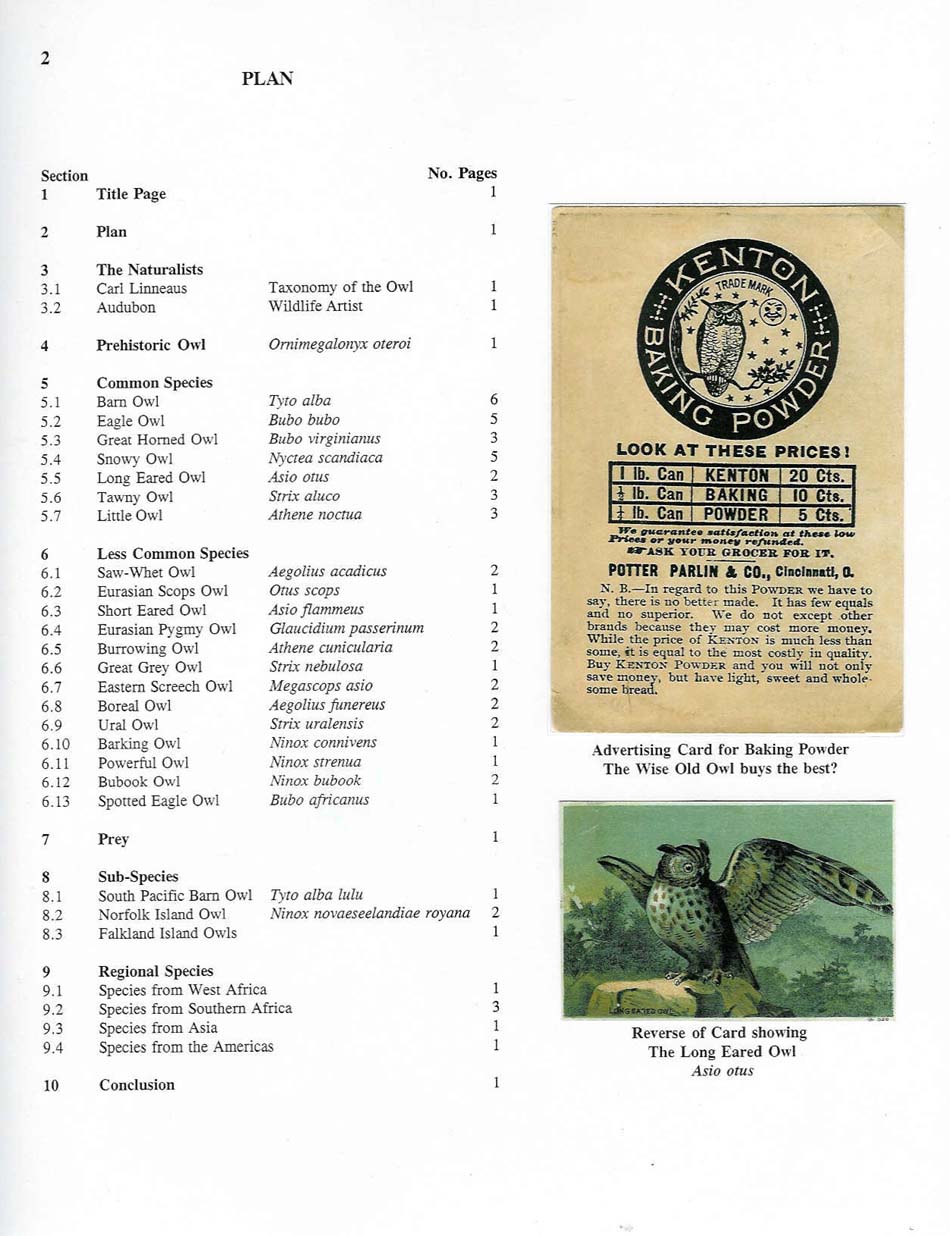 2
PLAN
Section No. Pages
1 Title Page 1
2 Plan 1
3 The Naturalists
3.1 Carl Linneaus Taxonomy of the Owl 1
3.2 Audubon Wildlife Artist 1
4 Prehistoric Owl Ornimegalonyx oteroi 1
5 Common Species
5.1 Barn Owl Tyto alba 6
5.2 Eagle Owl Bubo bubo 5
5.3 Great Horned Owl Bubo virginianus 3
5.4 Snowy Owl Nyctea scandiaca 5
5.5 Long Eared Owl Asio otus 2
5.6 Tawny Owl Strix aluco 3
5.7 Little Owl Athene noctua 3
6 Less Common Species
6.1 Saw-Whet Owl Aegolius acadicus 2
6.2 Eurasian Scops Owl Otus scops 1
6.3 Short Eared Owl Asio flammeus 1
6.4 Eurasian Pygmy Owl Glaucidium passerinum 2
6.5 Burrowing Owl Athene cunicularia 2
6.6 Great Grey Owl Strix nebulosa 1
6.7 Eastern Screech Owl Megascops asio 2
6.8 Boreal Owl Aegolius funereus 2
6.9 Ural Owl Strix uralensis 2
6.10 Barking Owl Ninox connivens 1
6.11 Powerful Owl Ninox strenua 1
6.12 Bubook Owl Ninox bubook 2
6.13 Spotted Eagle Owl Bubo africanus 1
7 Prey 1
8 Sub-Species
8.1 South Pacific Barn Owl Tyto alba lulu 1
8.2 Norfolk Island Owl Ninox novaeseelandiae royana 2
8.3 Falkland Island Owls 1
9 Regional Species
9.1 Species from West Africa 1
9.2 Species from Southern Africa 3
9.3 Species from Asia 1
9.4 Species from the Americas 1
10 Conclusion 1
KENTON
TRADE MARK
BAKING POWDER
LOOK AT THESE PRICES!
1 lb. Can KENTON 20 Cts.
½ lb. Can BAKING 10 Cts.
¼ lb. Can POWDER 5 Cts.
We guarantee satisfaction at these low
Prices or your money refunded.
☛ASK YOUR GROCER FOR IT.
POTTER PARLIN & CO., Cincinnati, O.
N. B.—In regard to this POWDER we have to
say, there is no better made. It has few equals
and no superior. We do not except other
brands because they may cost more money.
While the price of KENTON is much less than
some, it is equal to the most costly in quality.
Buy KENTON POWDER and you will not only
save money, but have light, sweet and whole-
some bread.
Advertising Card for Baking Powder
The Wise Old Owl buys the best?
LONG EATED OWL
Reverse of Card showing
The Long Eared Owl
Asio otus